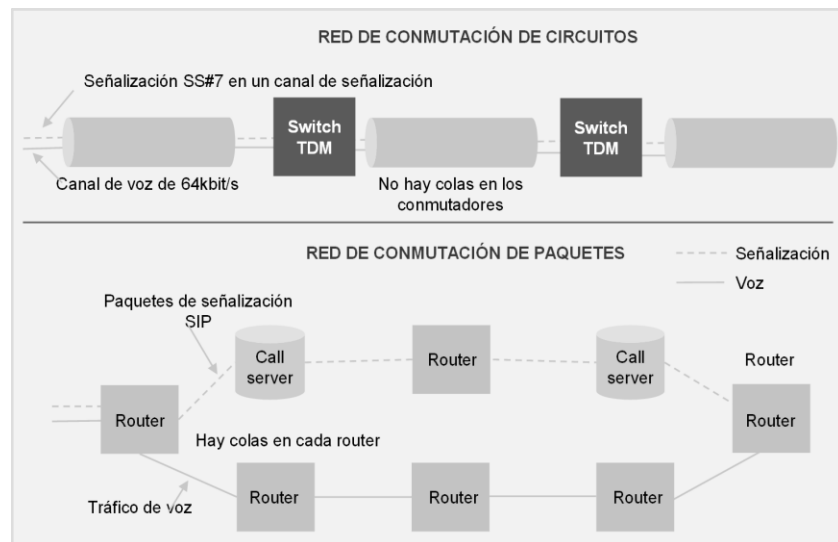 RED DE CONMUTACIÓN DE CIRCUITOS
Señalización SS#7 en un canal de señalización
Switch
TDM
Switch
TDM
Canal de voz de 64kbit/s
No hay colas en los
conmutadores
RED DE CONMUTACIÓN DE PAQUETES
Señalización
Voz
Paquetes de señalización
SIP
Call
server
Router
Call
server
Router
Router
Router
Hay colas en cada router
Tráfico de voz
Router
Router
Router